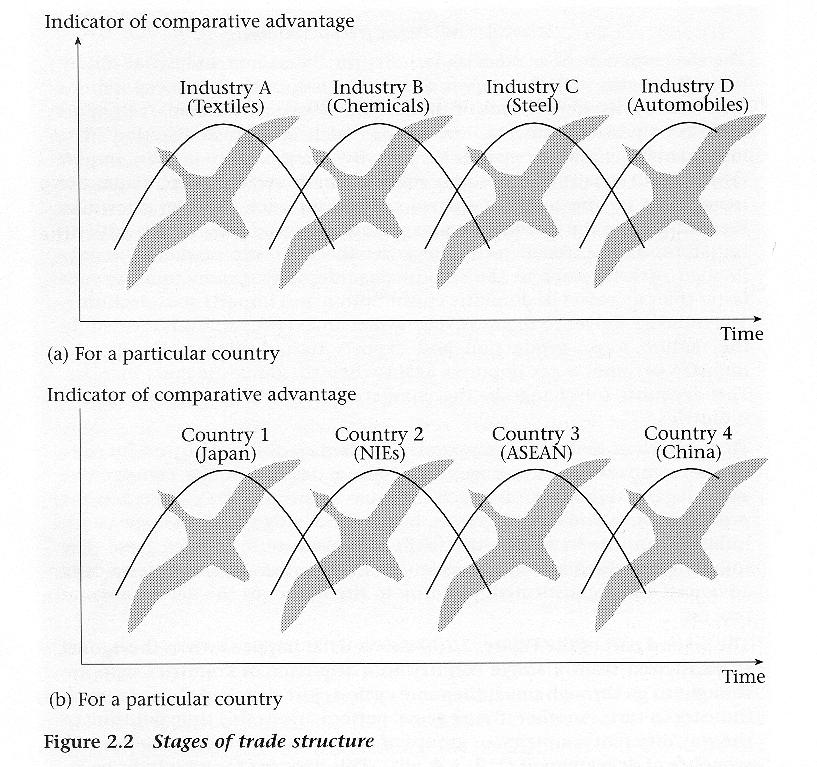 Indicator of comparative advantage
Industry A Industry B Industry C Industry D
(Textiles) (Chemicals) (Steel) (Automobiles)
Time
(a) For a particular country
Indicator of comparative advantage
Country 1 Country 2 Country 3 Country 4
(Japan) (NIEs) (ASEAN) (China)
Time
(b) For a particular country
Figure 2.2 Stages of trade structure